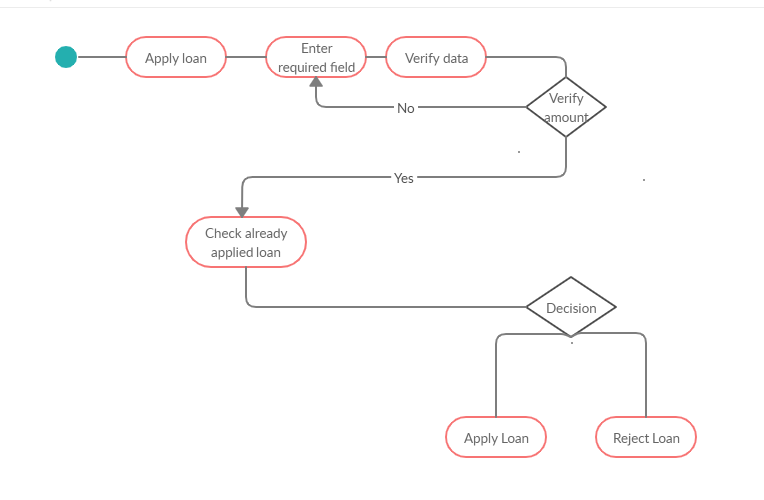 Apply loan
Enter
required field
Verify data
Verify
amount
No
Yes
Check already
applied loan
Decision
Apply Loan
Reject Loan